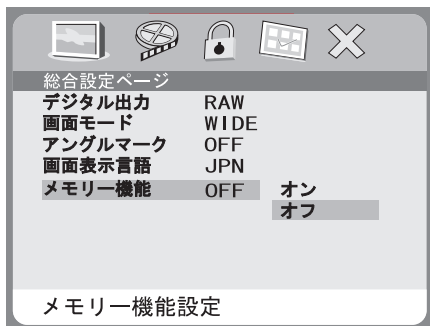 総合設定ページ
デジタル出力 RAW
画面モード WIDE
アングルマーク OFF
画面表示言語 JPN
メモリー機能 OFF オン
オフ
メモリー機能設定